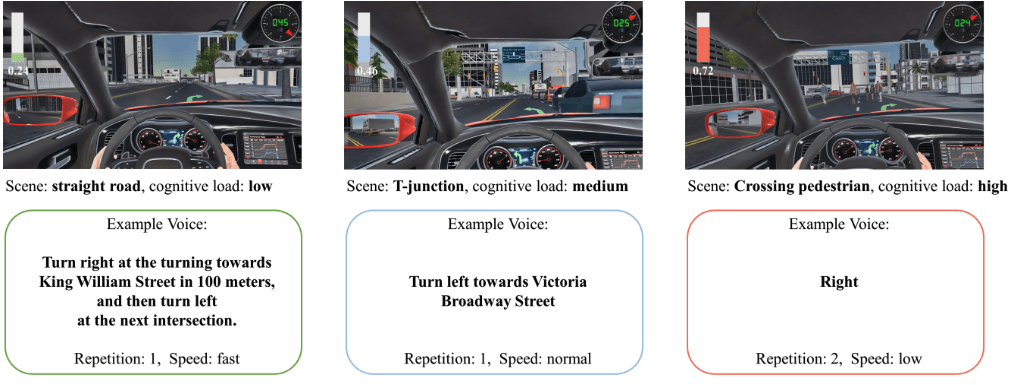 0.24
045
0.46
025
0.72
024
Scene: straight road, cognitive load: low
Scene: T-junction, cognitive load: medium
Scene: Crossing pedestrian, cognitive load: high
Example Voice:
Turn right at the turning towards
King William Street in 100 meters,
and then turn left
at the next intersection.
Repetition: 1, Speed: fast
Example Voice:
Turn left towards Victoria
Broadway Street
Repetition: 1, Speed: normal
Example Voice:
Right
Repetition: 2, Speed: low